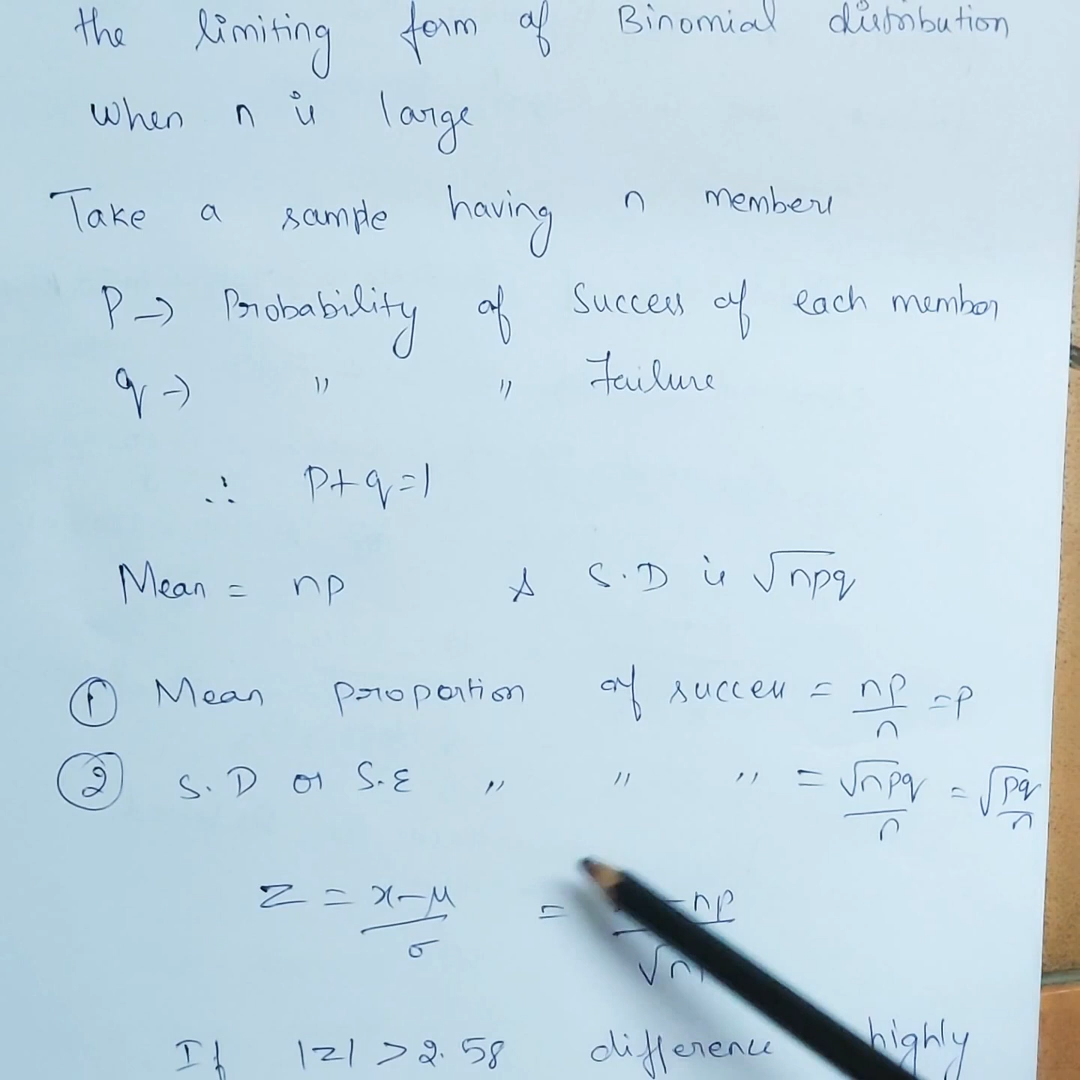 the limiting form of Binomial distribution
when n is large
Take a sample having n members
P → Probability of Success of each member
q → " " Failure
∴ P+q=1
Mean = np & S.D is √npq
① Mean proportion of success = np/n = P
② S.D or S.E " " " = √npq/n = √pq/n
Z = x-μ/σ = -np/√n
If |z| > 2.58 difference highly